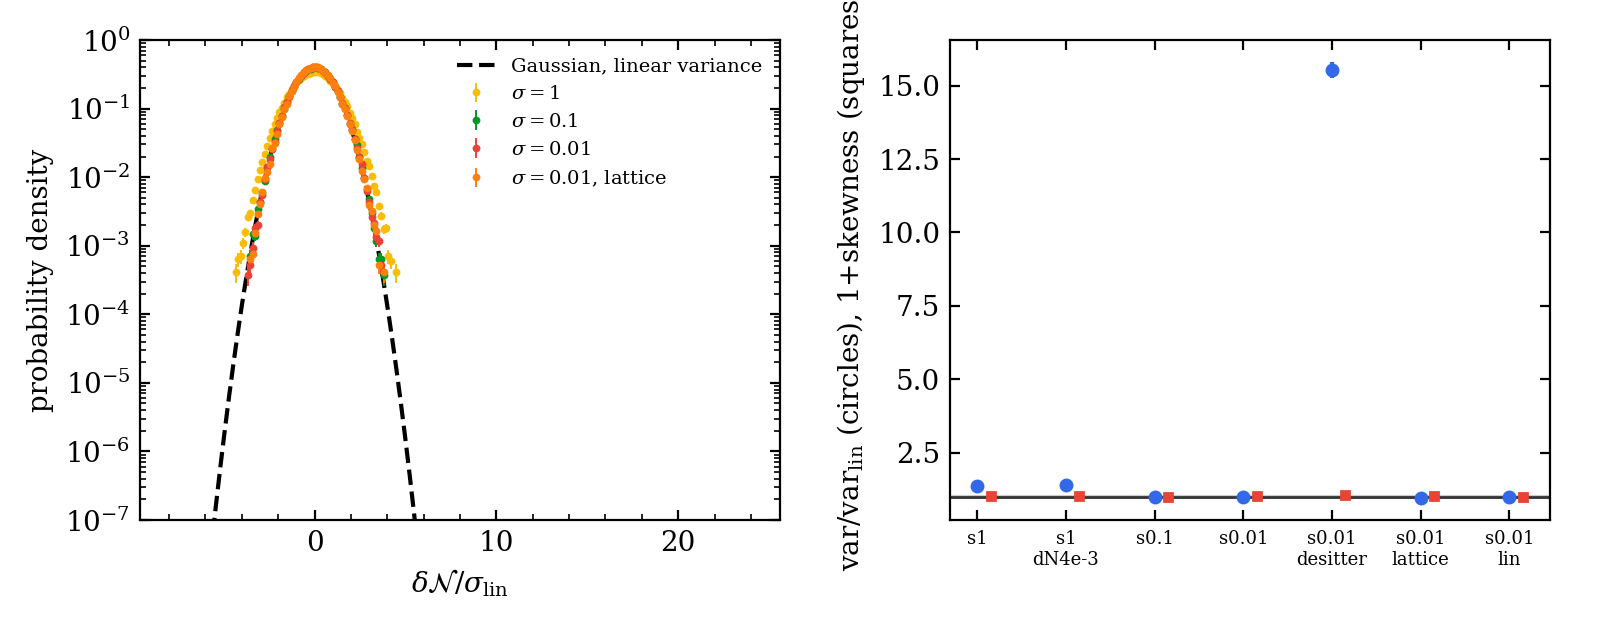 10^0
10^{-1}
10^{-2}
10^{-3}
10^{-4}
10^{-5}
10^{-6}
10^{-7}
probability density
Gaussian, linear variance
σ = 1
σ = 0.1
σ = 0.01
σ = 0.01, lattice
0
10
20
δ𝒩/σ_lin
var/var_lin (circles), 1+skewness (squares
15.0
12.5
10.0
7.5
5.0
2.5
s1
s1
dN4e-3
s0.1
s0.01
s0.01
desitter
s0.01
lattice
s0.01
lin